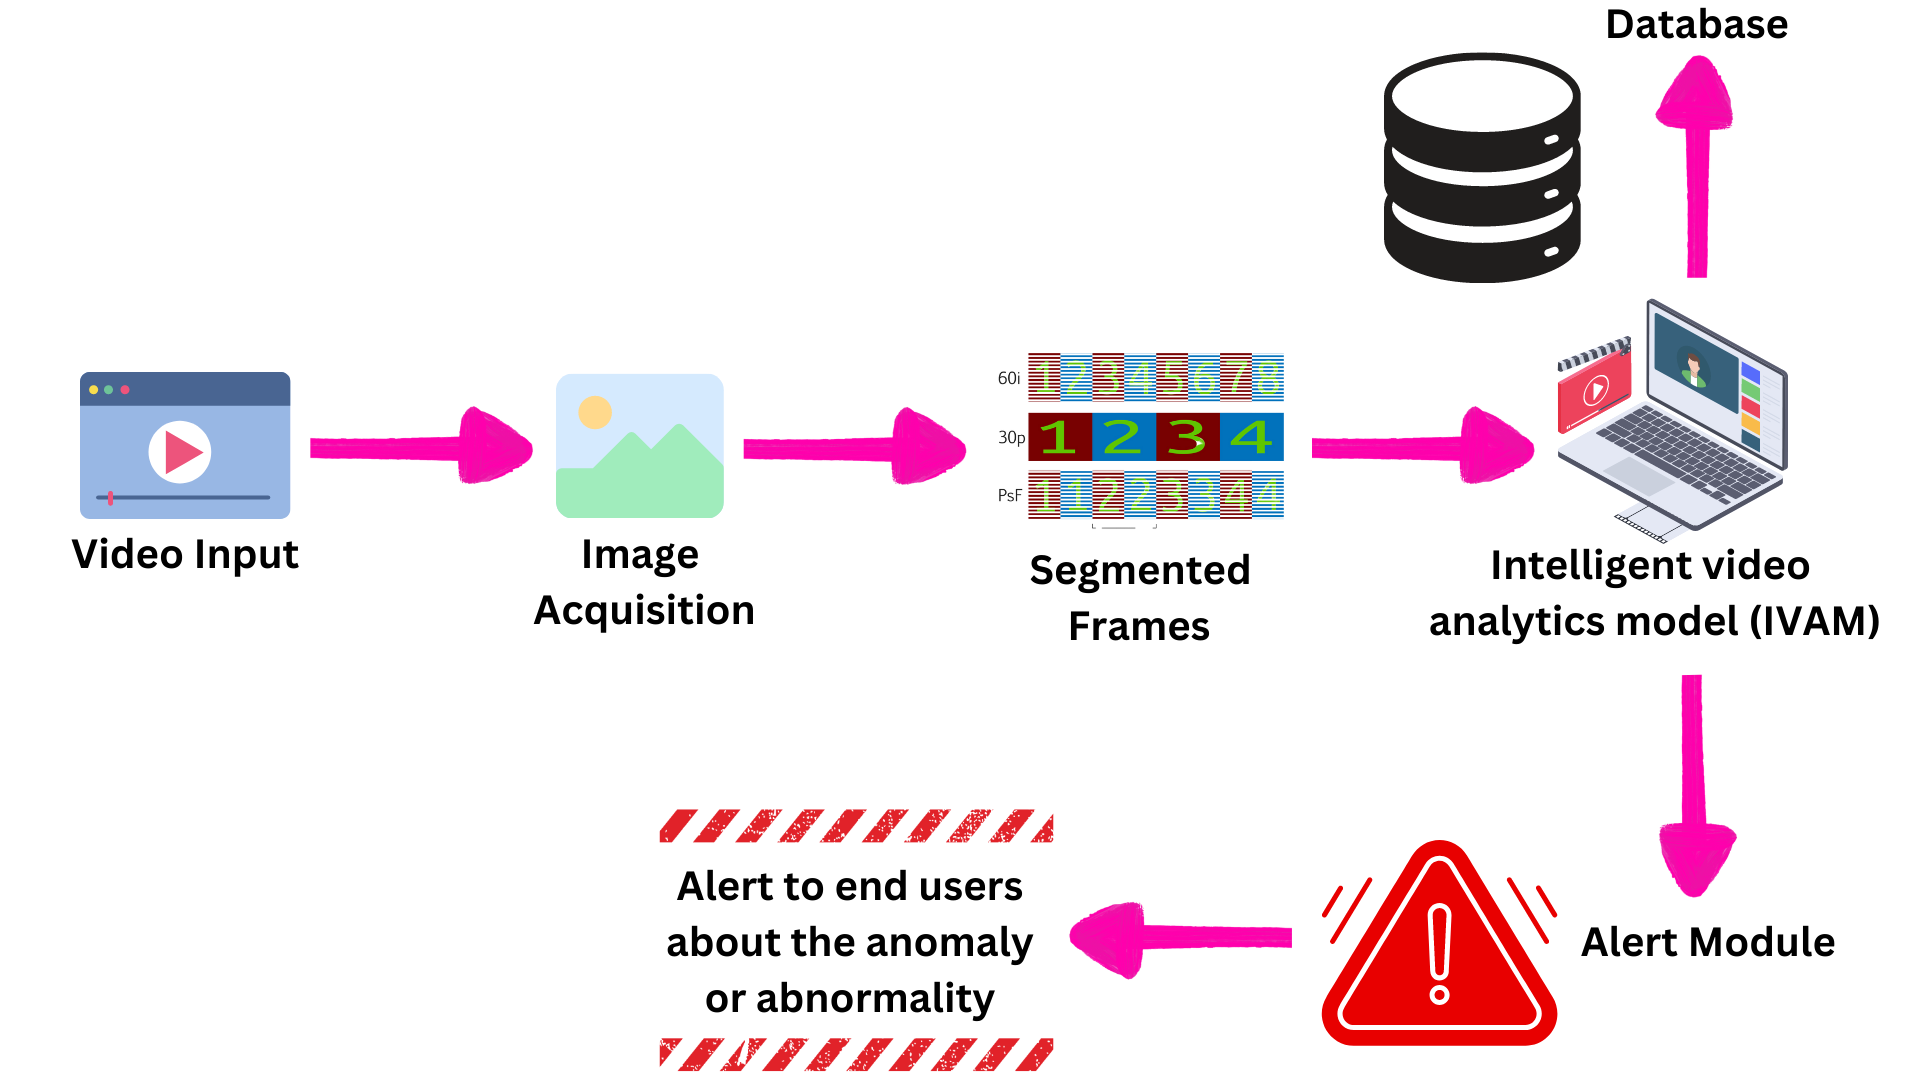 Database
60i
1 2 3 4 5 6 7 8
30p
1 2 3 4
PsF
1 1 2 2 3 3 4 4
Video Input
Image
Acquisition
Segmented
Frames
Intelligent video
analytics model (IVAM)
Alert to end users
about the anomaly
or abnormality
Alert Module